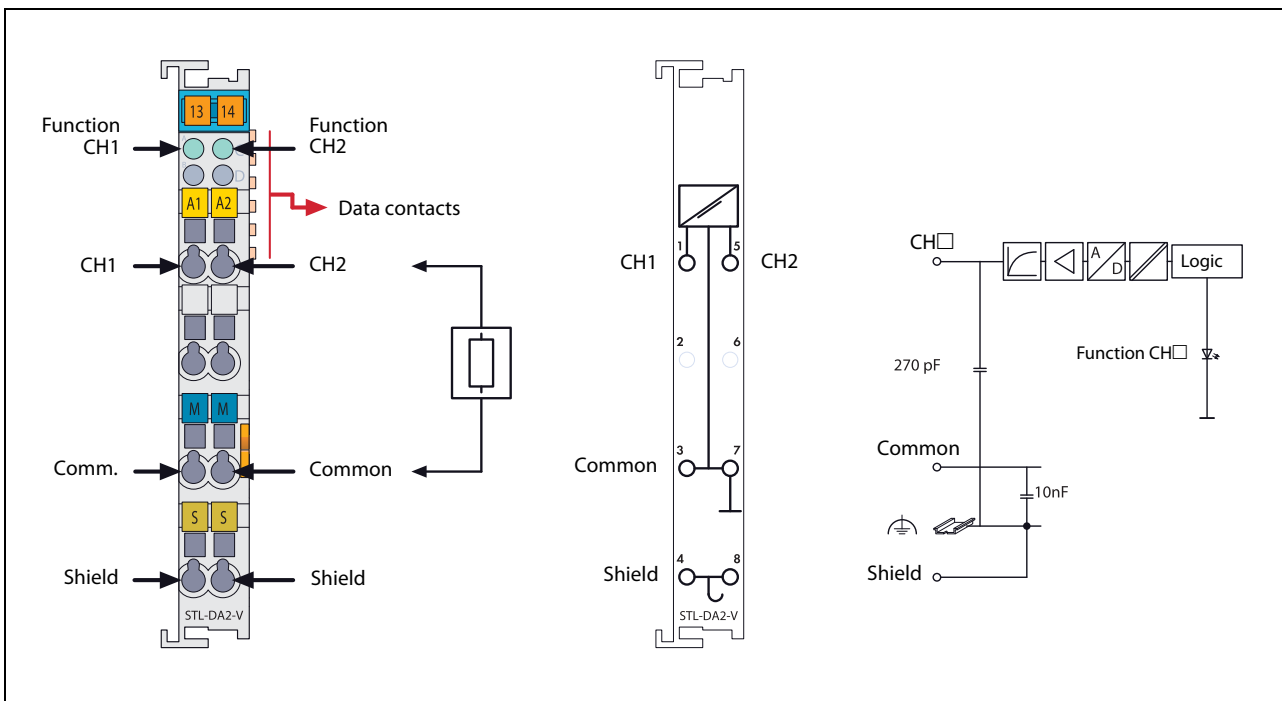 13 14
Function
CH1
Function
CH2
D
A1 A2
Data contacts
CH1
CH2
M M
Comm.
Common
S S
Shield
Shield
STL-DA2-V
1 5
CH1
CH2
2 6
3 7
Common
4 8
Shield
STL-DA2-V
CH□
A
D
Logic
270 pF
Function CH□
Common
10nF
Shield